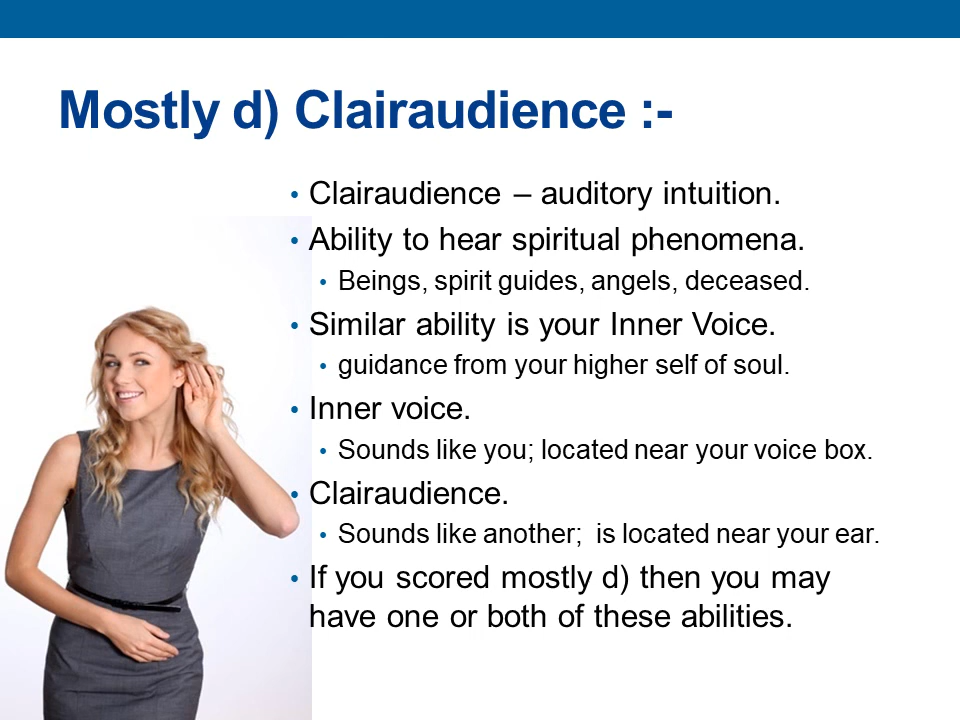 Mostly d) Clairaudience :-
• Clairaudience – auditory intuition.
• Ability to hear spiritual phenomena.
• Beings, spirit guides, angels, deceased.
• Similar ability is your Inner Voice.
• guidance from your higher self of soul.
• Inner voice.
• Sounds like you; located near your voice box.
• Clairaudience.
• Sounds like another;  is located near your ear.
• If you scored mostly d) then you may
have one or both of these abilities.